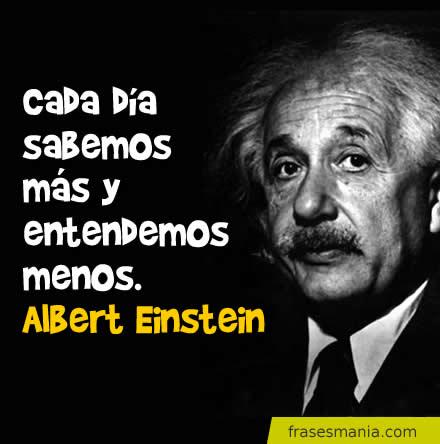 Cada día
sabemos
más y
entendemos
menos.
Albert Einstein
frasesmania.com